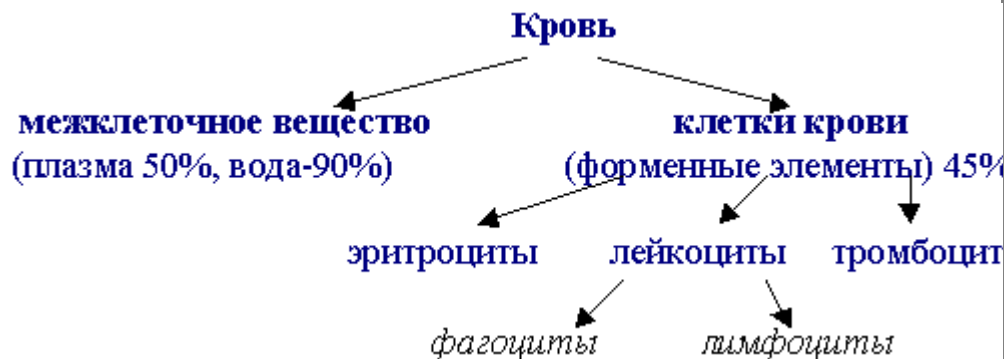 Кровь
межклеточное вещество клетки крови
(плазма 50%, вода-90%) (форменные элементы) 45%
эритроциты лейкоциты тромбоцит
фагоциты лимфоциты